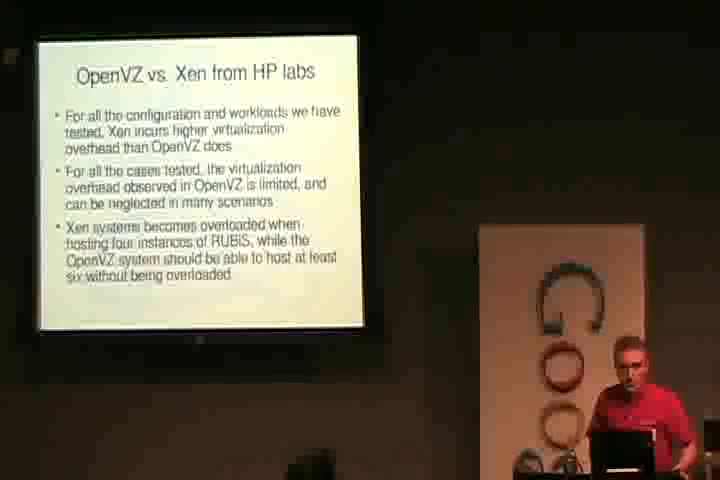 OpenVZ vs. Xen from HP labs
• For all the configuration and workloads we have
tested, Xen incurs higher virtualization
overhead than OpenVZ does
• For all the cases tested, the virtualization
overhead observed in OpenVZ is limited, and
can be neglected in many scenarios
• Xen systems becomes overloaded when
hosting four instances of RUBiS, while the
OpenVZ system should be able to host at least
six without being overloaded
Goo